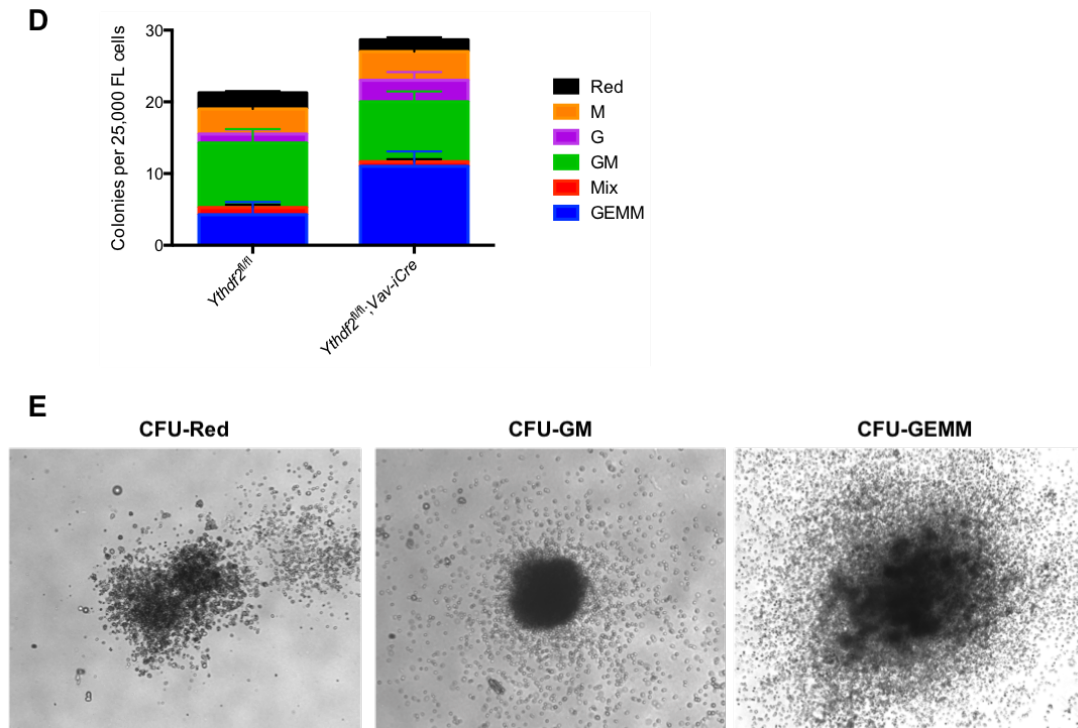 D
30
20
10
0
Colonies per 25,000 FL cells
Ythdf2fl/fl
Ythdf2fl/fl;Vav-iCre
Red
M
G
GM
Mix
GEMM
E
CFU-Red
CFU-GM
CFU-GEMM